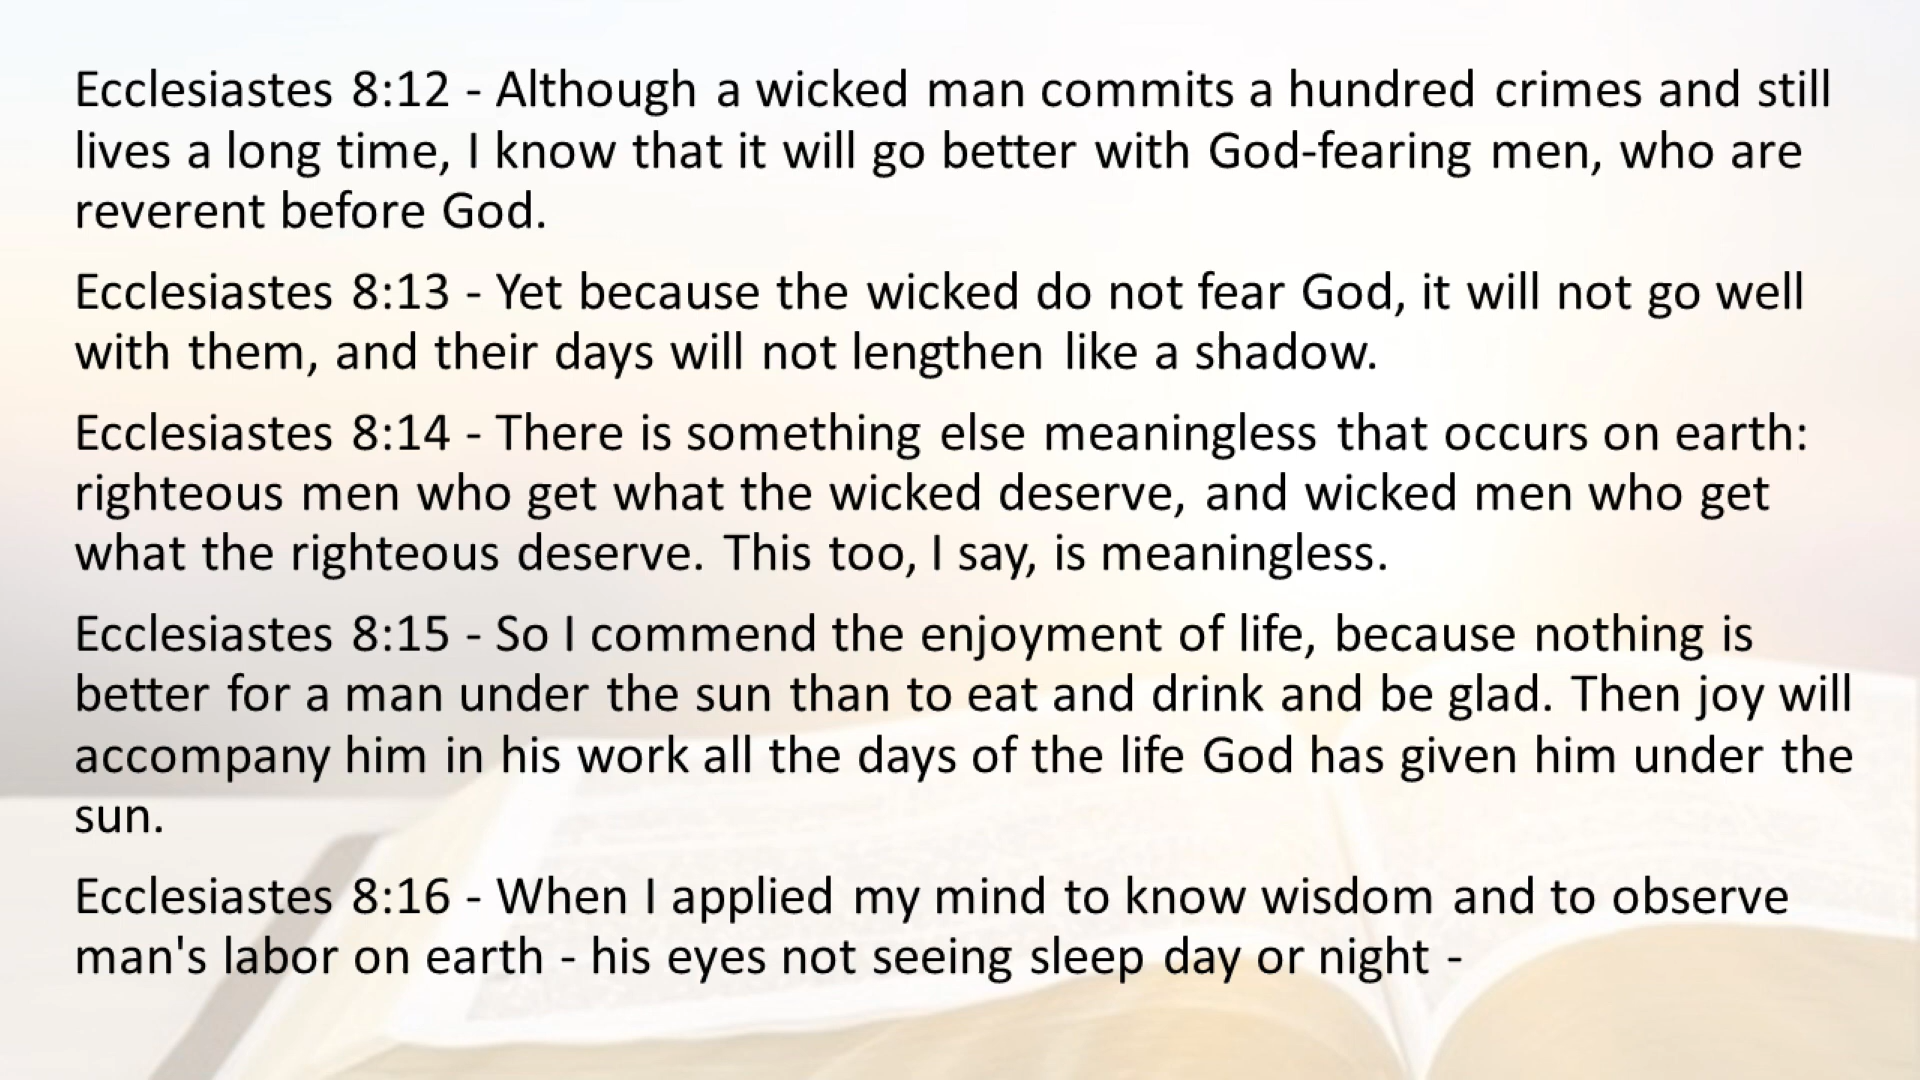 Ecclesiastes 8:12 - Although a wicked man commits a hundred crimes and still
lives a long time, I know that it will go better with God-fearing men, who are
reverent before God.
Ecclesiastes 8:13 - Yet because the wicked do not fear God, it will not go well
with them, and their days will not lengthen like a shadow.
Ecclesiastes 8:14 - There is something else meaningless that occurs on earth:
righteous men who get what the wicked deserve, and wicked men who get
what the righteous deserve. This too, I say, is meaningless.
Ecclesiastes 8:15 - So I commend the enjoyment of life, because nothing is
better for a man under the sun than to eat and drink and be glad. Then joy will
accompany him in his work all the days of the life God has given him under the
sun.
Ecclesiastes 8:16 - When I applied my mind to know wisdom and to observe
man's labor on earth - his eyes not seeing sleep day or night -